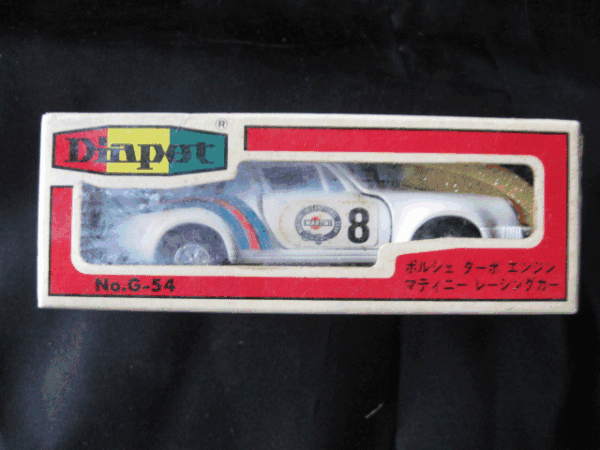 Diapet
®
8
MARTINI
No.G-54
ポルシェ ターボ エンジン
マティニー レーシングカー